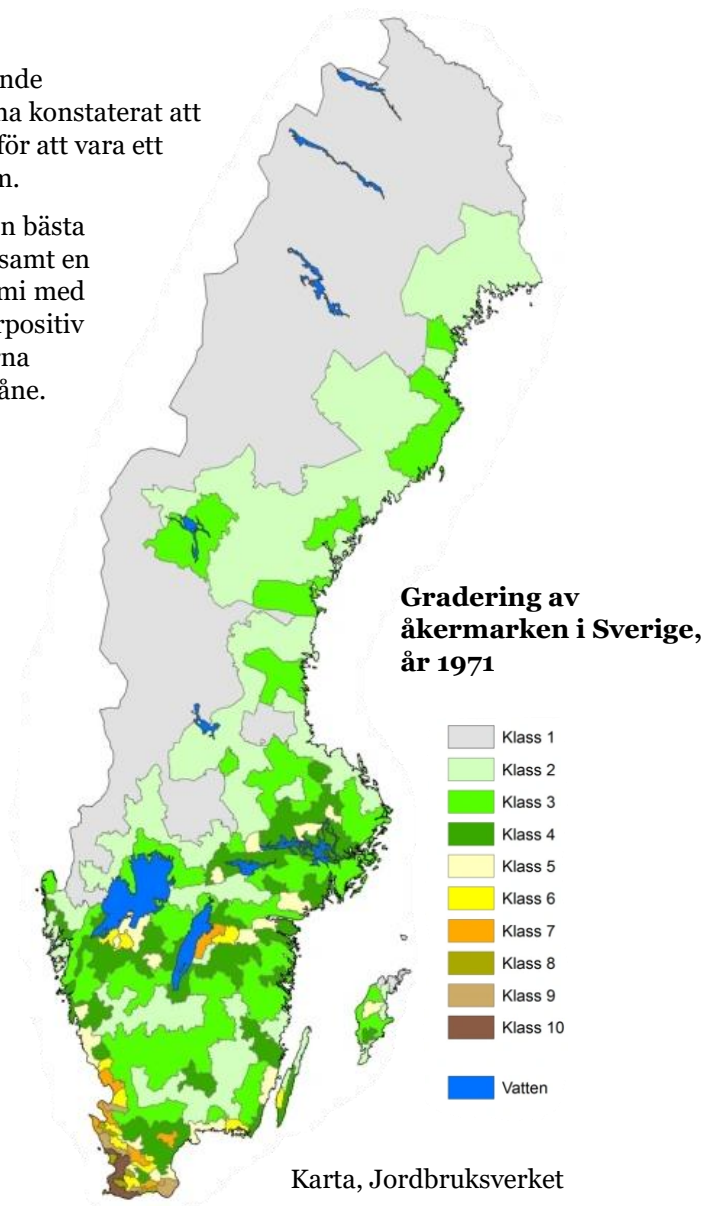 nde
na konstaterat att
för att vara ett
n.
n bästa
samt en
mi med
rpositiv
rna
åne.
Gradering av
åkermarken i Sverige,
år 1971
Klass 1
Klass 2
Klass 3
Klass 4
Klass 5
Klass 6
Klass 7
Klass 8
Klass 9
Klass 10
Vatten
Karta, Jordbruksverket